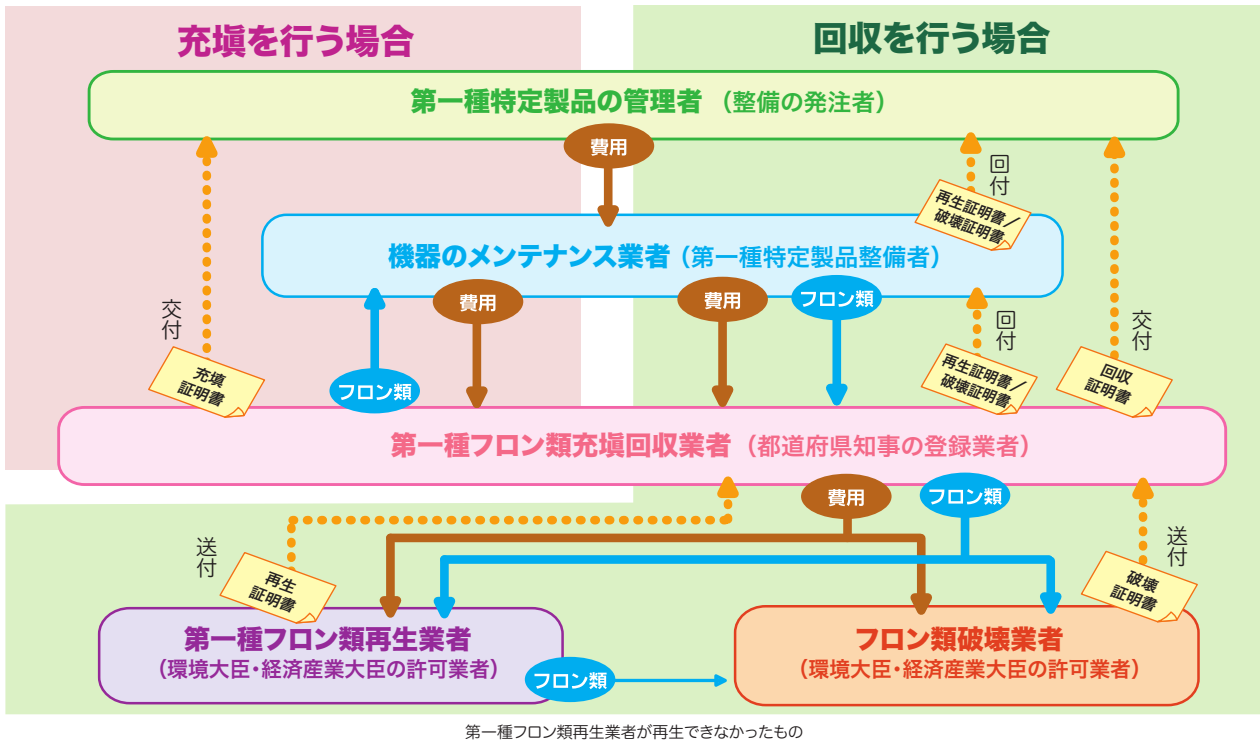 充塡を行う場合
回収を行う場合
第一種特定製品の管理者 (整備の発注者)
費用
回付
再生証明書/
破壊証明書
機器のメンテナンス業者 (第一種特定製品整備者)
費用
費用
フロン類
交付
回付
交付
充塡
証明書
フロン類
再生証明書/
破壊証明書
回収
証明書
第一種フロン類充塡回収業者 (都道府県知事の登録業者)
費用
フロン類
送付
送付
再生
証明書
破壊
証明書
第一種フロン類再生業者
(環境大臣・経済産業大臣の許可業者)
フロン類
フロン類破壊業者
(環境大臣・経済産業大臣の許可業者)
第一種フロン類再生業者が再生できなかったもの